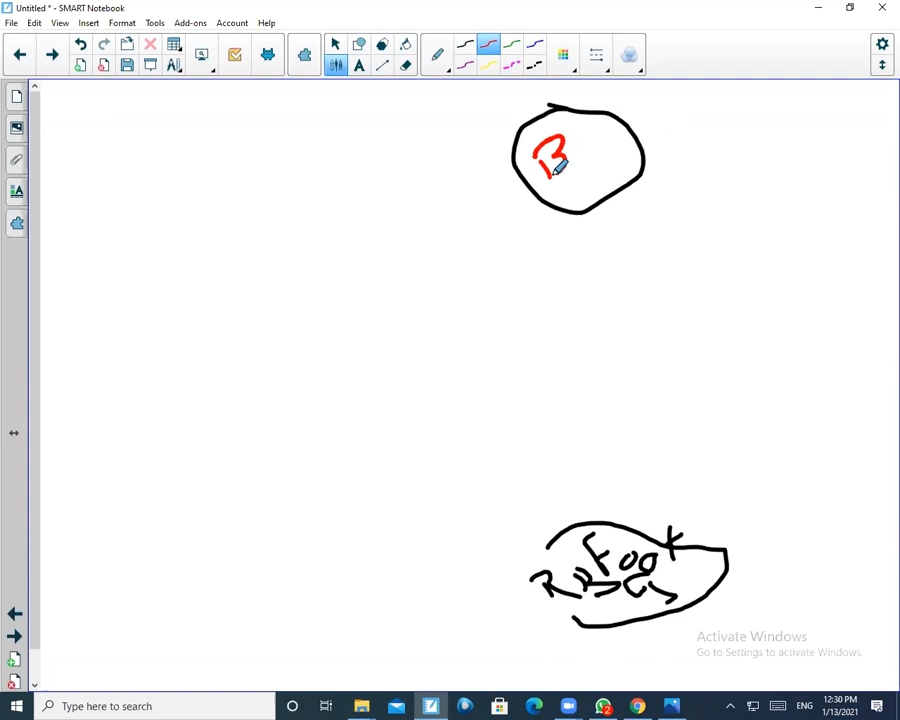 Untitled * - SMART Notebook
File Edit View Insert Format Tools Add-ons Account Help
B
Activate Windows
Go to Settings to activate Windows.
Type here to search
2
ENG
12:30 PM
1/13/2021